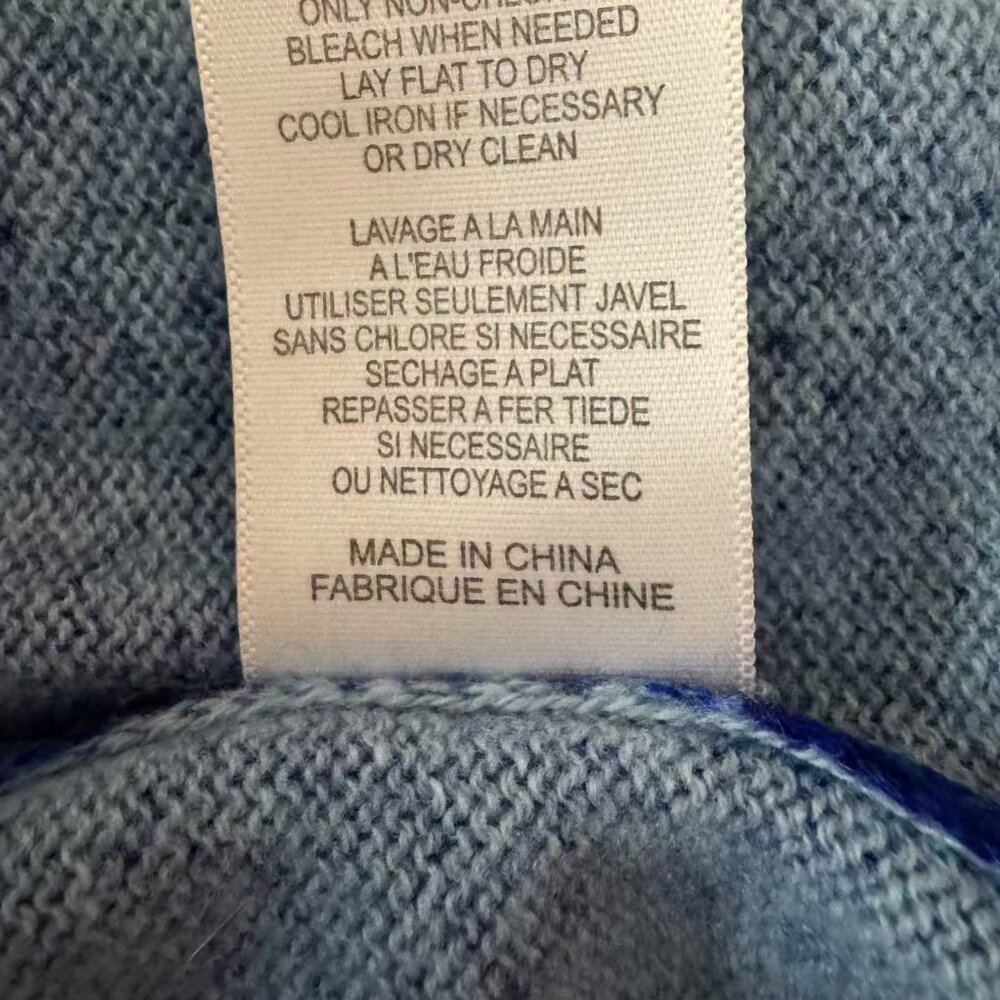 ONLY
BLEACH WHEN NEEDED
LAY FLAT TO DRY
COOL IRON IF NECESSARY
OR DRY CLEAN
LAVAGE A LA MAIN
A L'EAU FROIDE
UTILISER SEULEMENT JAVEL
SANS CHLORE SI NECESSAIRE
SECHAGE A PLAT
REPASSER A FER TIEDE
SI NECESSAIRE
OU NETTOYAGE A SEC
MADE IN CHINA
FABRIQUE EN CHINE